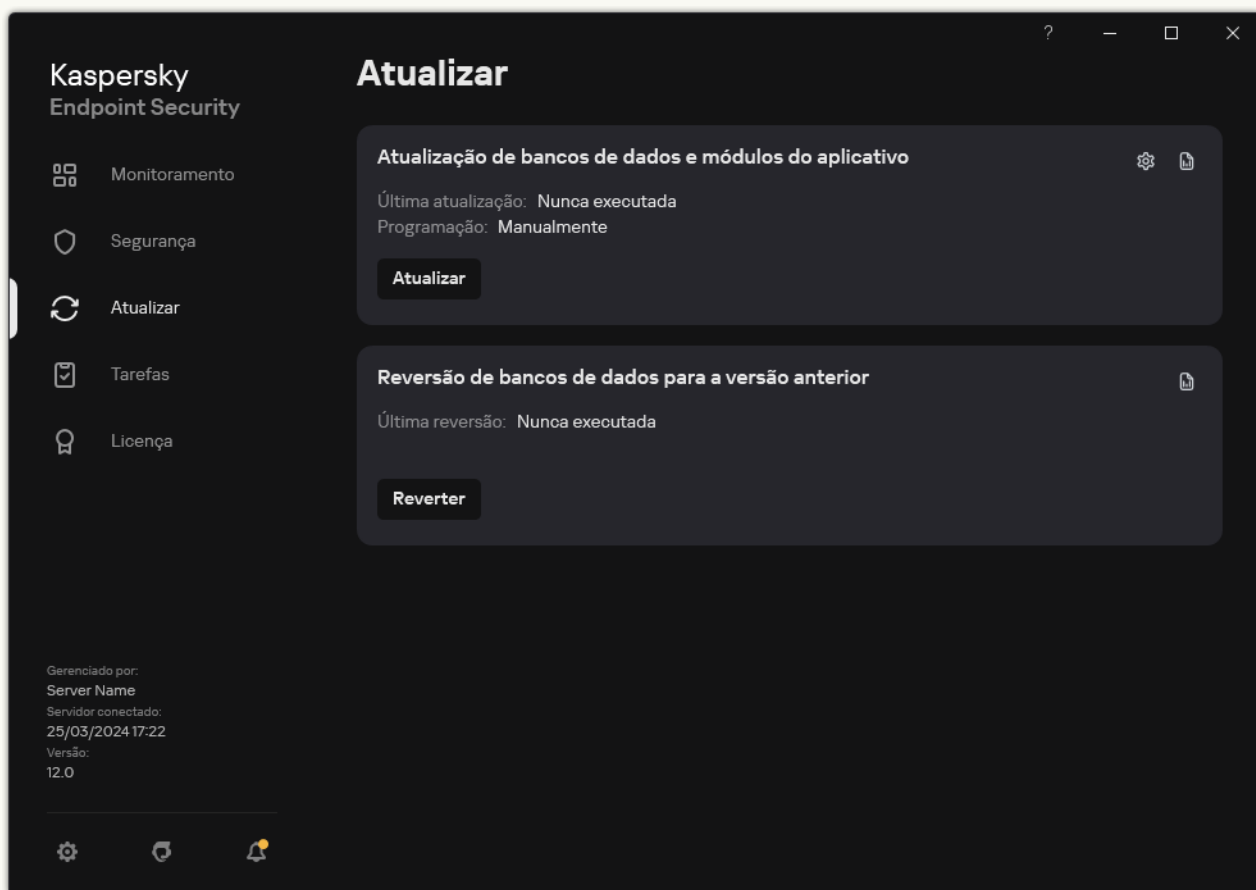 ?
Kaspersky
Endpoint Security
Monitoramento
Segurança
Atualizar
Tarefas
Licença
Gerenciado por:
Server Name
Servidor conectado:
25/03/2024 17:22
Versão:
12.0
Atualizar
Atualização de bancos de dados e módulos do aplicativo
Última atualização: Nunca executada
Programação: Manualmente
Atualizar
Reversão de bancos de dados para a versão anterior
Última reversão: Nunca executada
Reverter